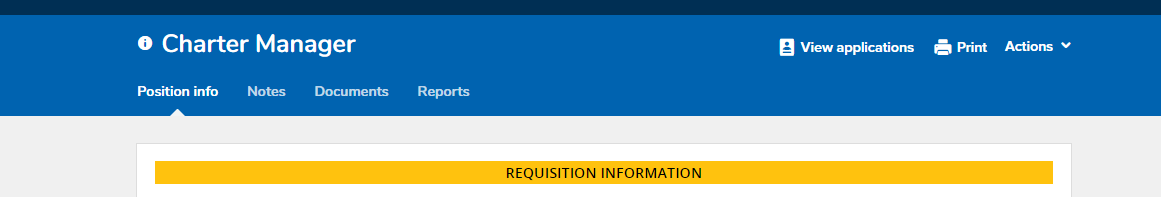 Charter Manager
View applications
Print
Actions
Position info
Notes
Documents
Reports
REQUISITION INFORMATION